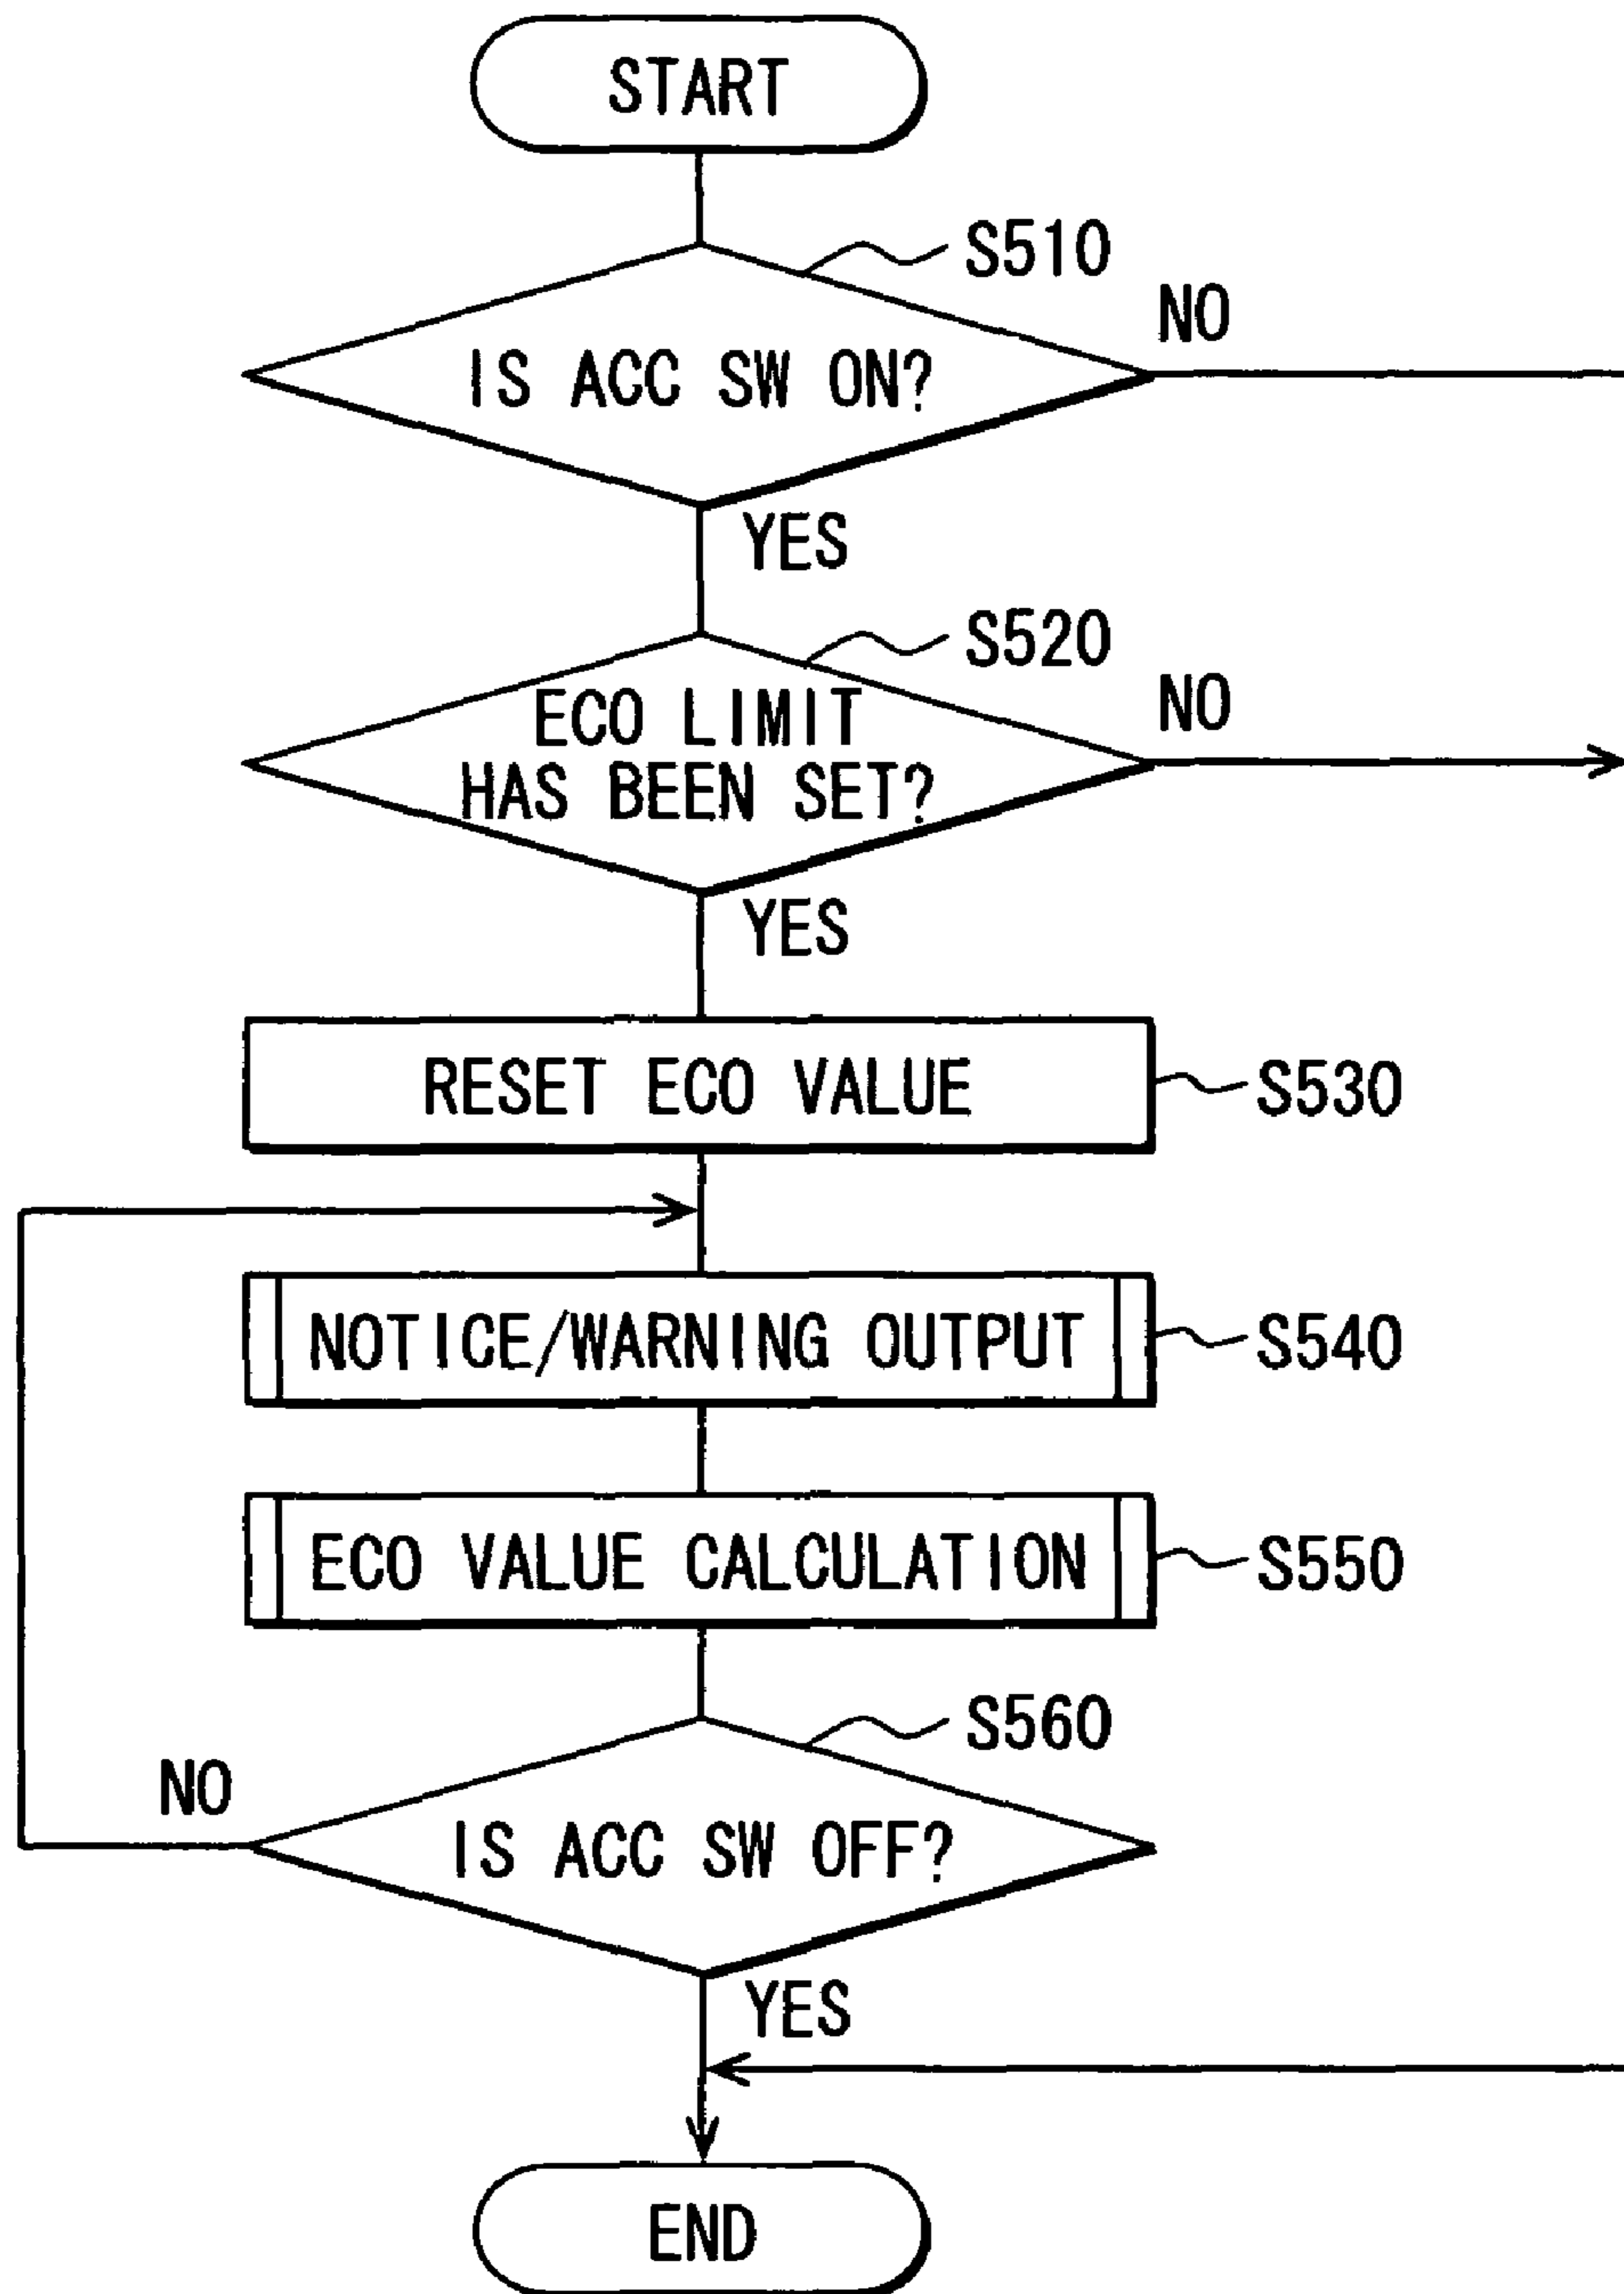 START
S510
IS ACC SW ON?
NO
YES
S520
ECO LIMIT
HAS BEEN SET?
NO
YES
RESET ECO VALUE
S530
NOTICE/WARNING OUTPUT
S540
ECO VALUE CALCULATION
S550
S560
IS ACC SW OFF?
NO
YES
END